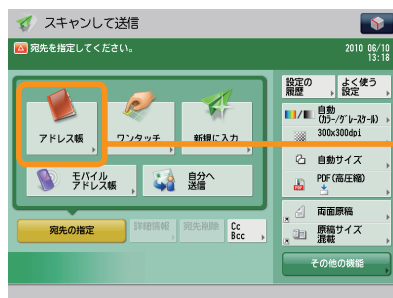 スキャンして送信
宛先を指定してください。
2010 06/10
13:18
アドレス帳
ワンタッチ
新規に入力
モバイル
アドレス帳
自分へ
送信
宛先の指定
詳細情報
宛先削除
Cc
Bcc
設定の
履歴
よく使う
設定
自動
(カラー/グレースケール)
300x300dpi
自動サイズ
PDF(高圧縮)
両面原稿
原稿サイズ
混載
その他の機能